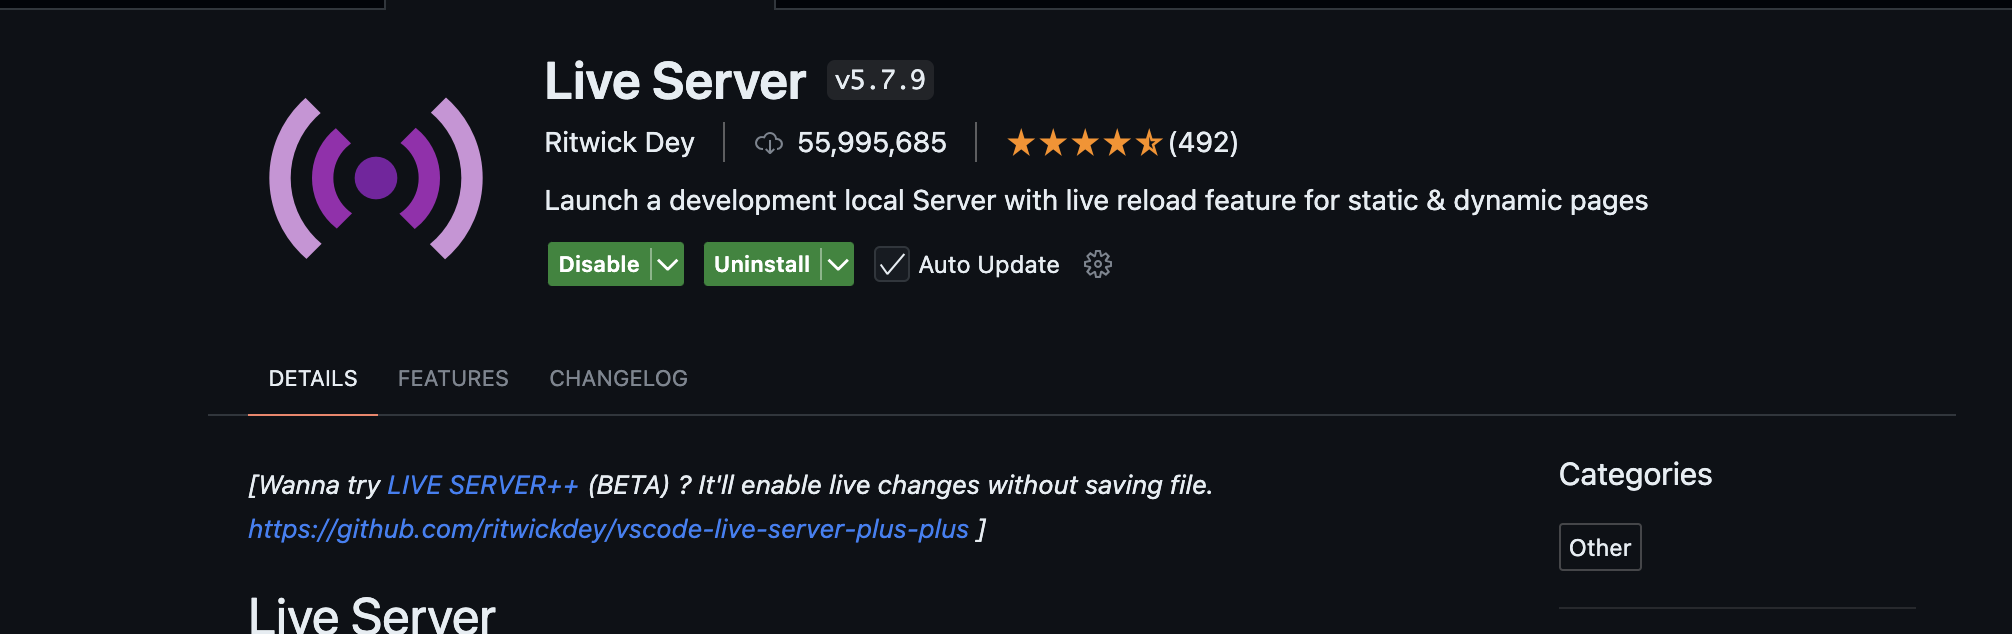 Live Server v5.7.9
Ritwick Dey 55,995,685 (492)
Launch a development local Server with live reload feature for static & dynamic pages
Disable Uninstall Auto Update
DETAILS FEATURES CHANGELOG
[Wanna try LIVE SERVER++ (BETA) ? It'll enable live changes without saving file.
https://github.com/ritwickdey/vscode-live-server-plus-plus ]
Live Server
Categories
Other